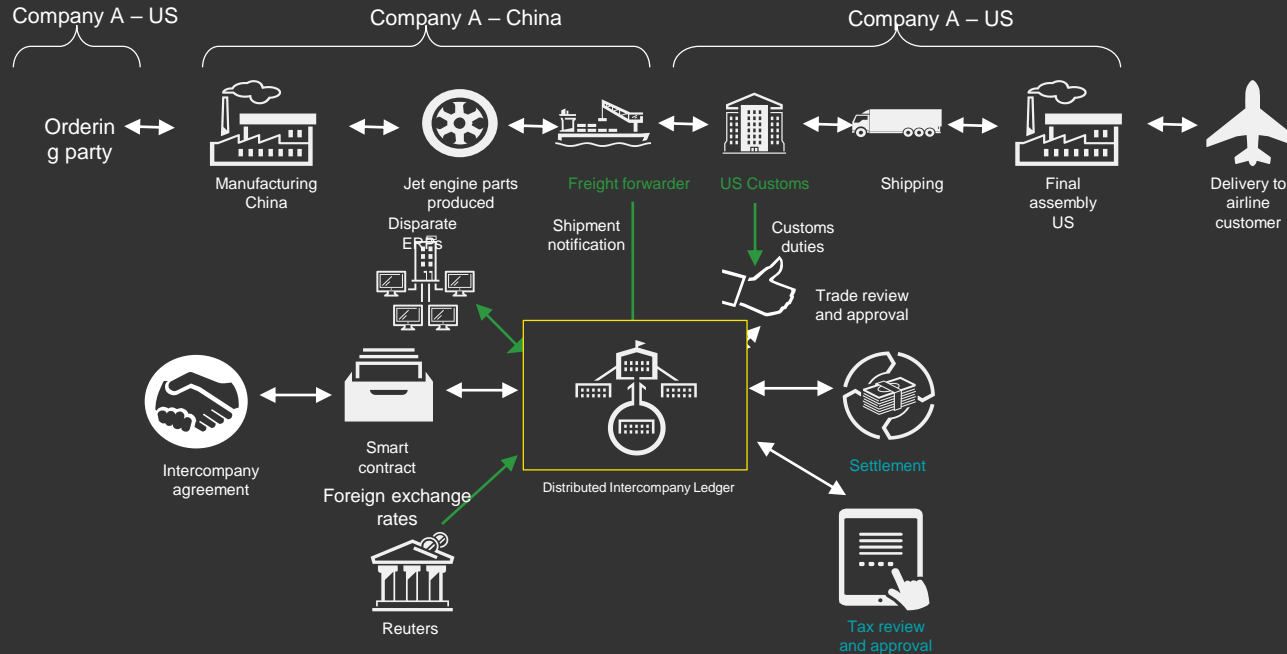 Company A – US
Company A – China
Company A – US
Orderin
g party
Manufacturing
China
Jet engine parts
produced
Freight forwarder
US Customs
Shipping
Final
assembly
US
Delivery to
airline
customer
Disparate
ERPs
Shipment
notification
Customs
duties
Trade review
and approval
Intercompany
agreement
Smart
contract
Distributed Intercompany Ledger
Settlement
Foreign exchange
rates
Reuters
Tax review
and approval